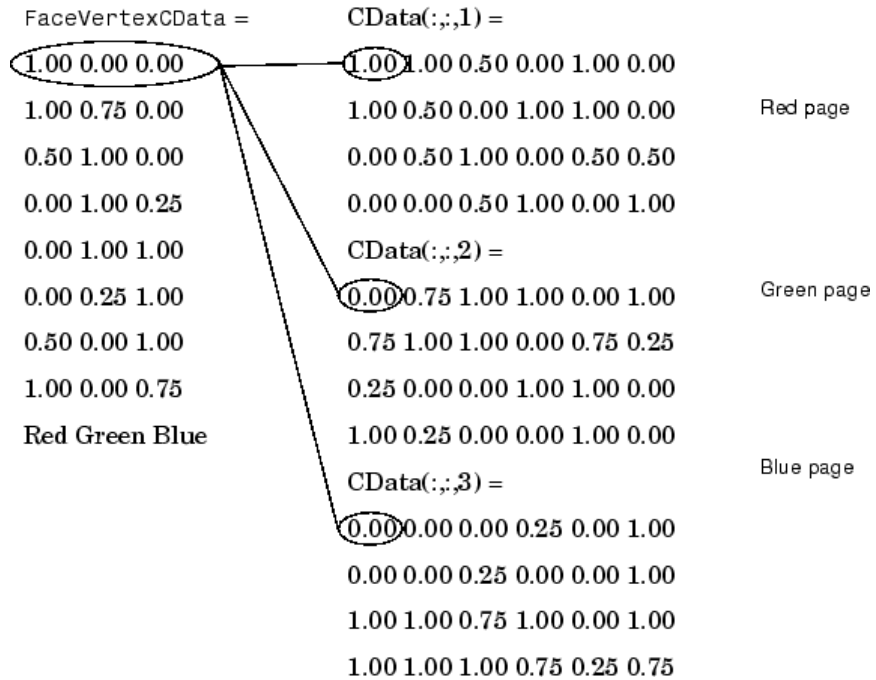 FaceVertexCData =
1.00 0.00 0.00
1.00 0.75 0.00
0.50 1.00 0.00
0.00 1.00 0.25
0.00 1.00 1.00
0.00 0.25 1.00
0.50 0.00 1.00
1.00 0.00 0.75
Red Green Blue
CData(:,:,1) =
1.00 1.00 0.50 0.00 1.00 0.00
1.00 0.50 0.00 1.00 1.00 0.00
0.00 0.50 1.00 0.00 0.50 0.50
0.00 0.00 0.50 1.00 0.00 1.00
CData(:,:,2) =
0.00 0.75 1.00 1.00 0.00 1.00
0.75 1.00 1.00 0.00 0.75 0.25
0.25 0.00 0.00 1.00 1.00 0.00
1.00 0.25 0.00 0.00 1.00 0.00
CData(:,:,3) =
0.00 0.00 0.00 0.25 0.00 1.00
0.00 0.00 0.25 0.00 0.00 1.00
1.00 1.00 0.75 1.00 0.00 1.00
1.00 1.00 1.00 0.75 0.25 0.75
Red page
Green page
Blue page